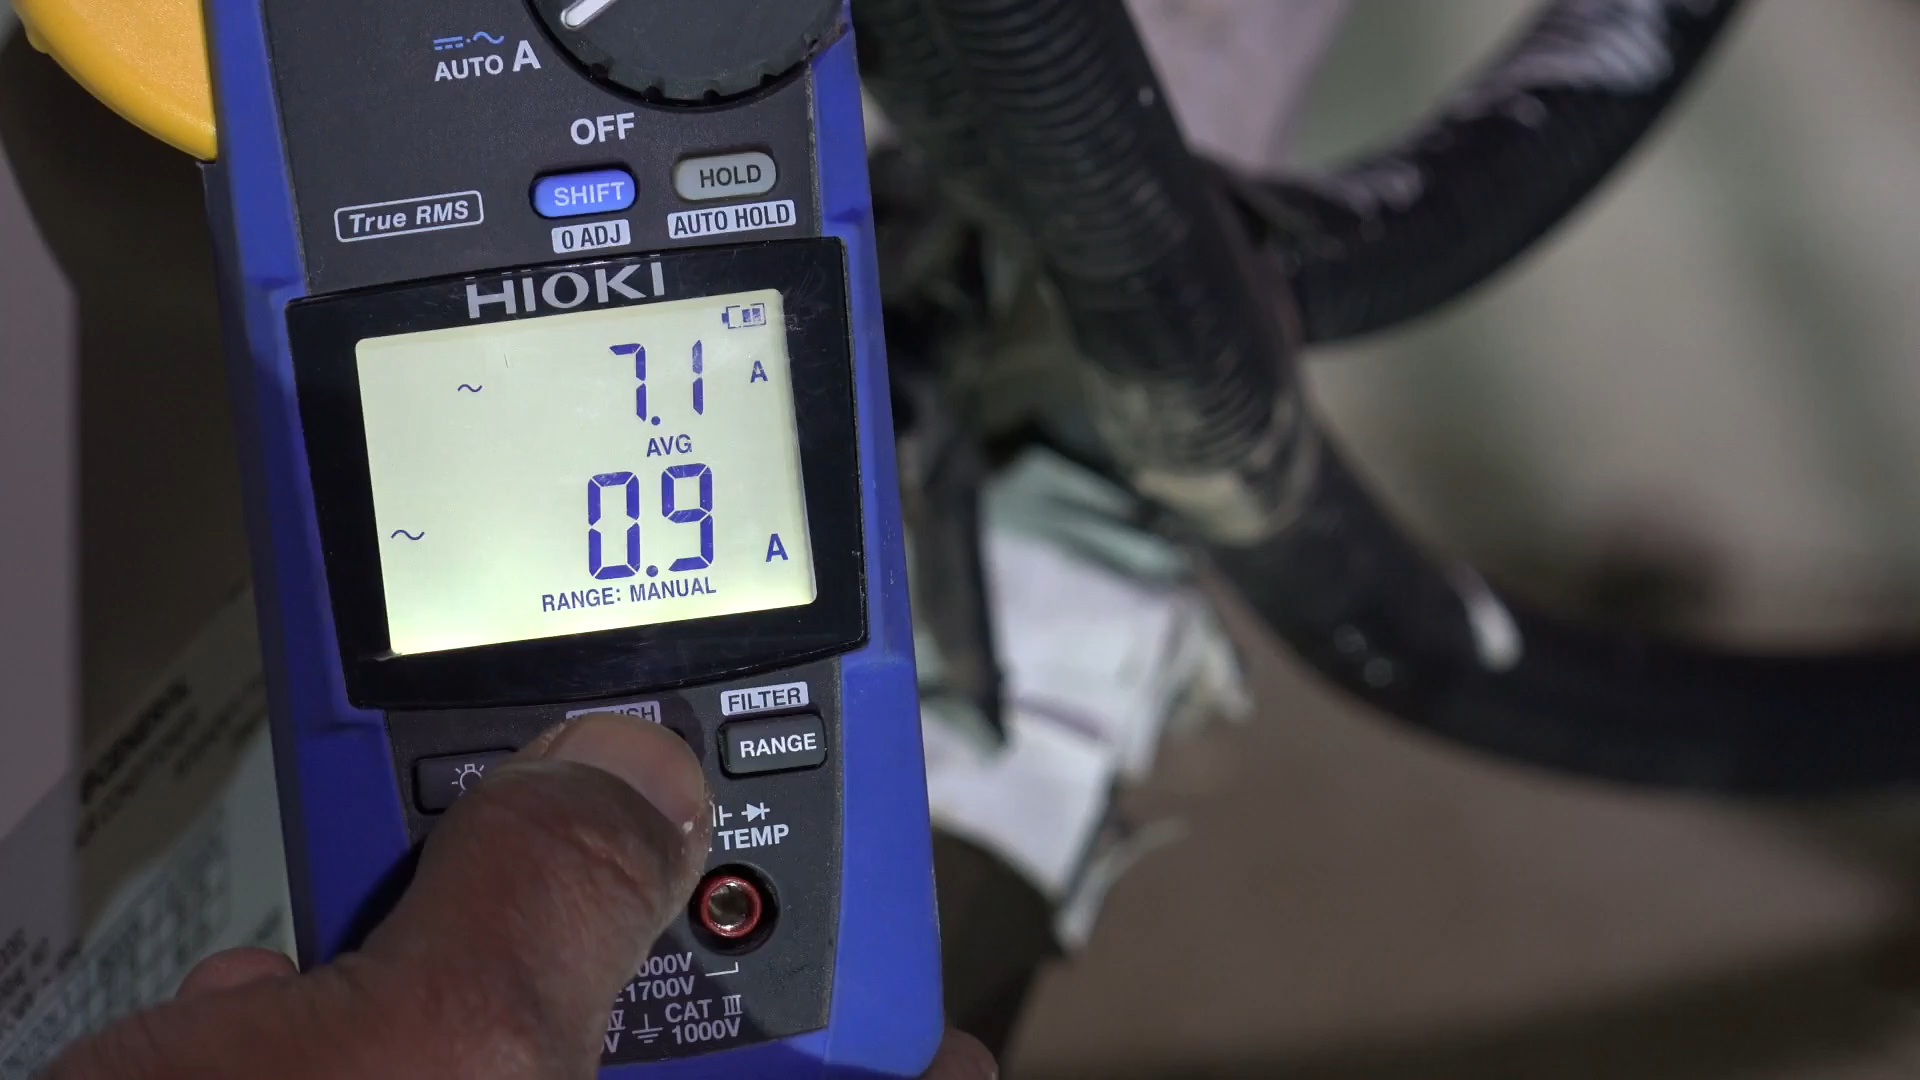 AUTO A
OFF
SHIFT
HOLD
True RMS
0 ADJ
AUTO HOLD
HIOKI
~ 7.1 A
AVG
~ 0.9 A
RANGE: MANUAL
FILTER
RANGE
TEMP
1700V
CAT III
1000V